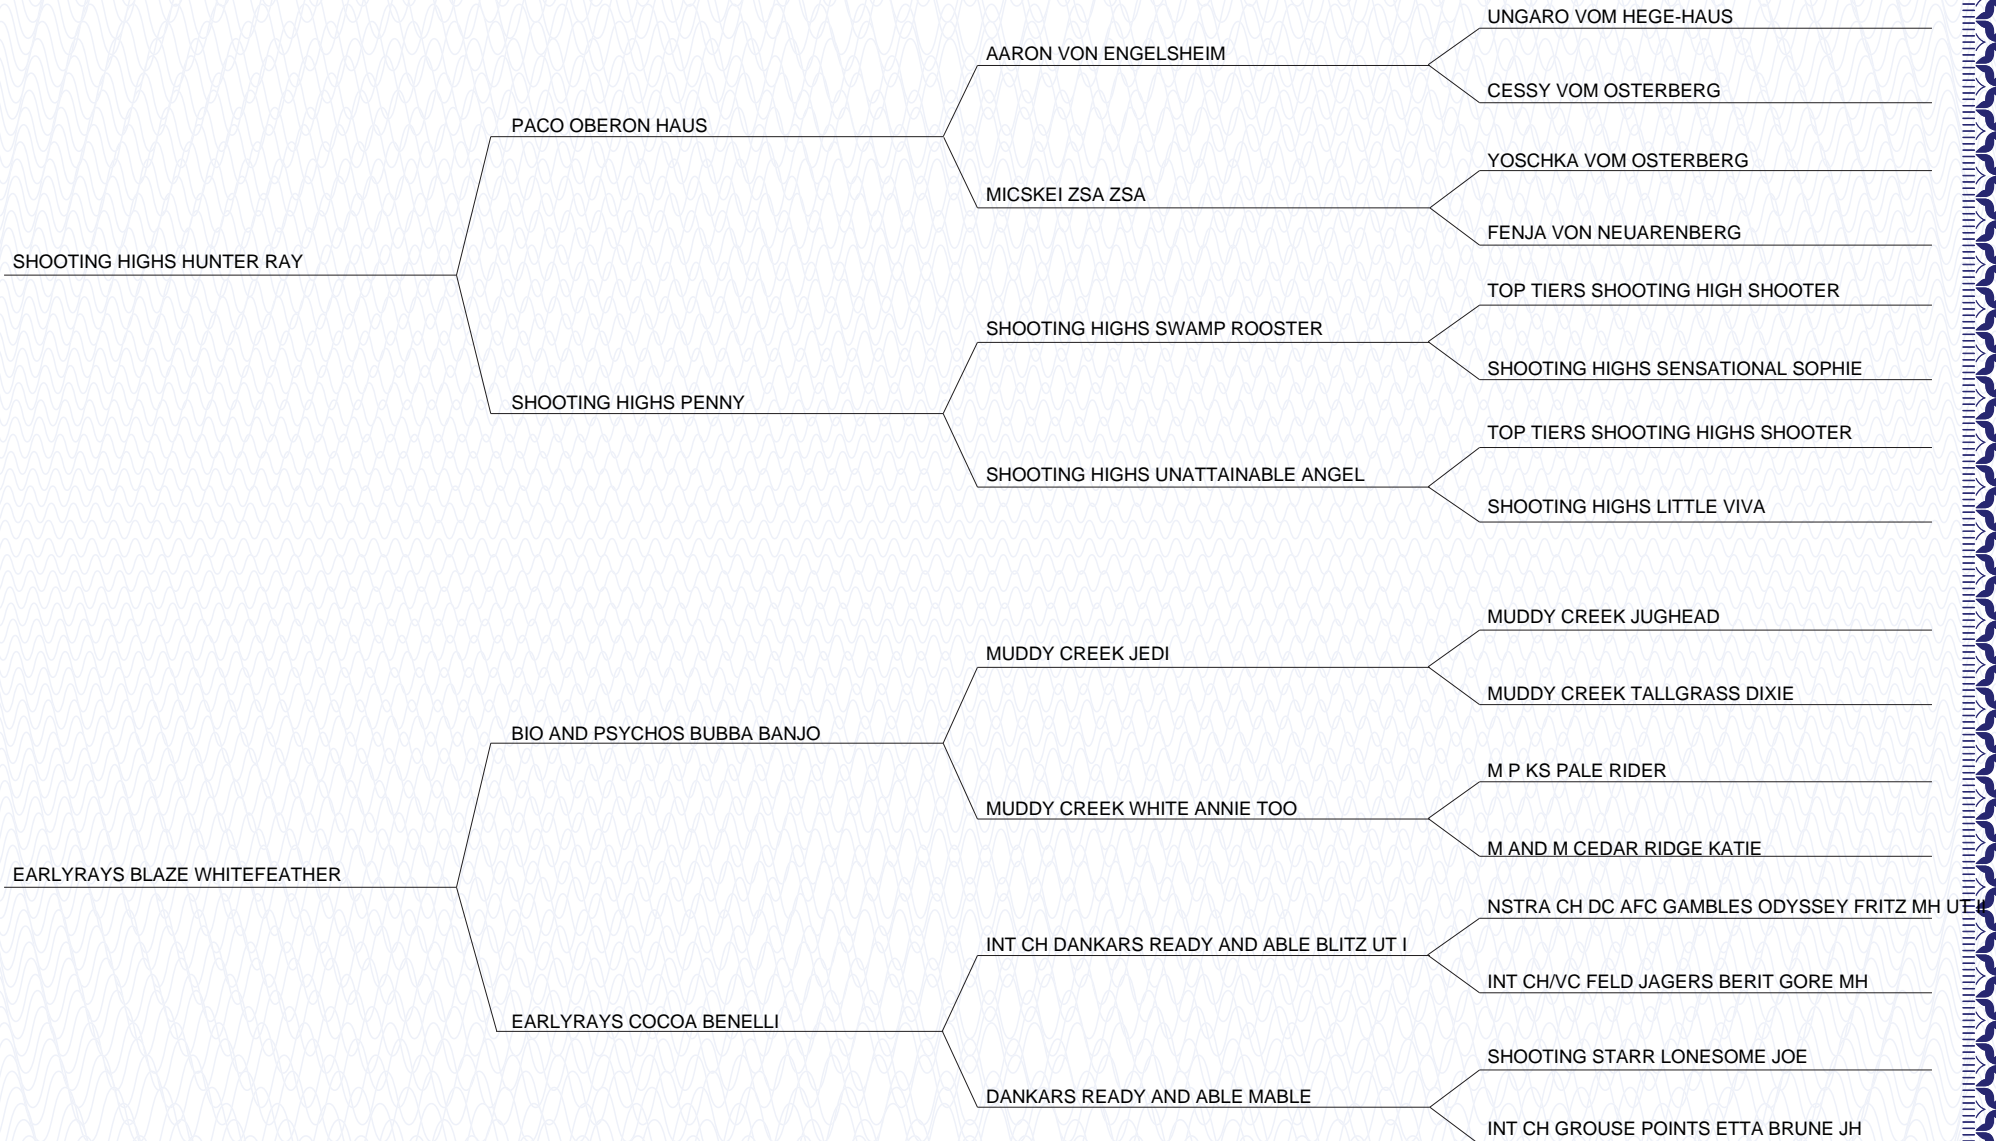 UNGARO VOM HEGE-HAUS
AARON VON ENGELSHEIM
CESSY VOM OSTERBERG
PACO OBERON HAUS
YOSCHKA VOM OSTERBERG
MICSKEI ZSA ZSA
FENJA VON NEUARENBERG
SHOOTING HIGHS HUNTER RAY
TOP TIERS SHOOTING HIGH SHOOTER
SHOOTING HIGHS SWAMP ROOSTER
SHOOTING HIGHS SENSATIONAL SOPHIE
SHOOTING HIGHS PENNY
TOP TIERS SHOOTING HIGHS SHOOTER
SHOOTING HIGHS UNATTAINABLE ANGEL
SHOOTING HIGHS LITTLE VIVA
MUDDY CREEK JUGHEAD
MUDDY CREEK JEDI
MUDDY CREEK TALLGRASS DIXIE
BIO AND PSYCHOS BUBBA BANJO
M P KS PALE RIDER
MUDDY CREEK WHITE ANNIE TOO
M AND M CEDAR RIDGE KATIE
EARLYRAYS BLAZE WHITEFEATHER
NSTRA CH DC AFC GAMBLES ODYSSEY FRITZ MH UT II
INT CH DANKARS READY AND ABLE BLITZ UT I
INT CH/VC FELD JAGERS BERIT GORE MH
EARLYRAYS COCOA BENELLI
SHOOTING STARR LONESOME JOE
DANKARS READY AND ABLE MABLE
INT CH GROUSE POINTS ETTA BRUNE JH